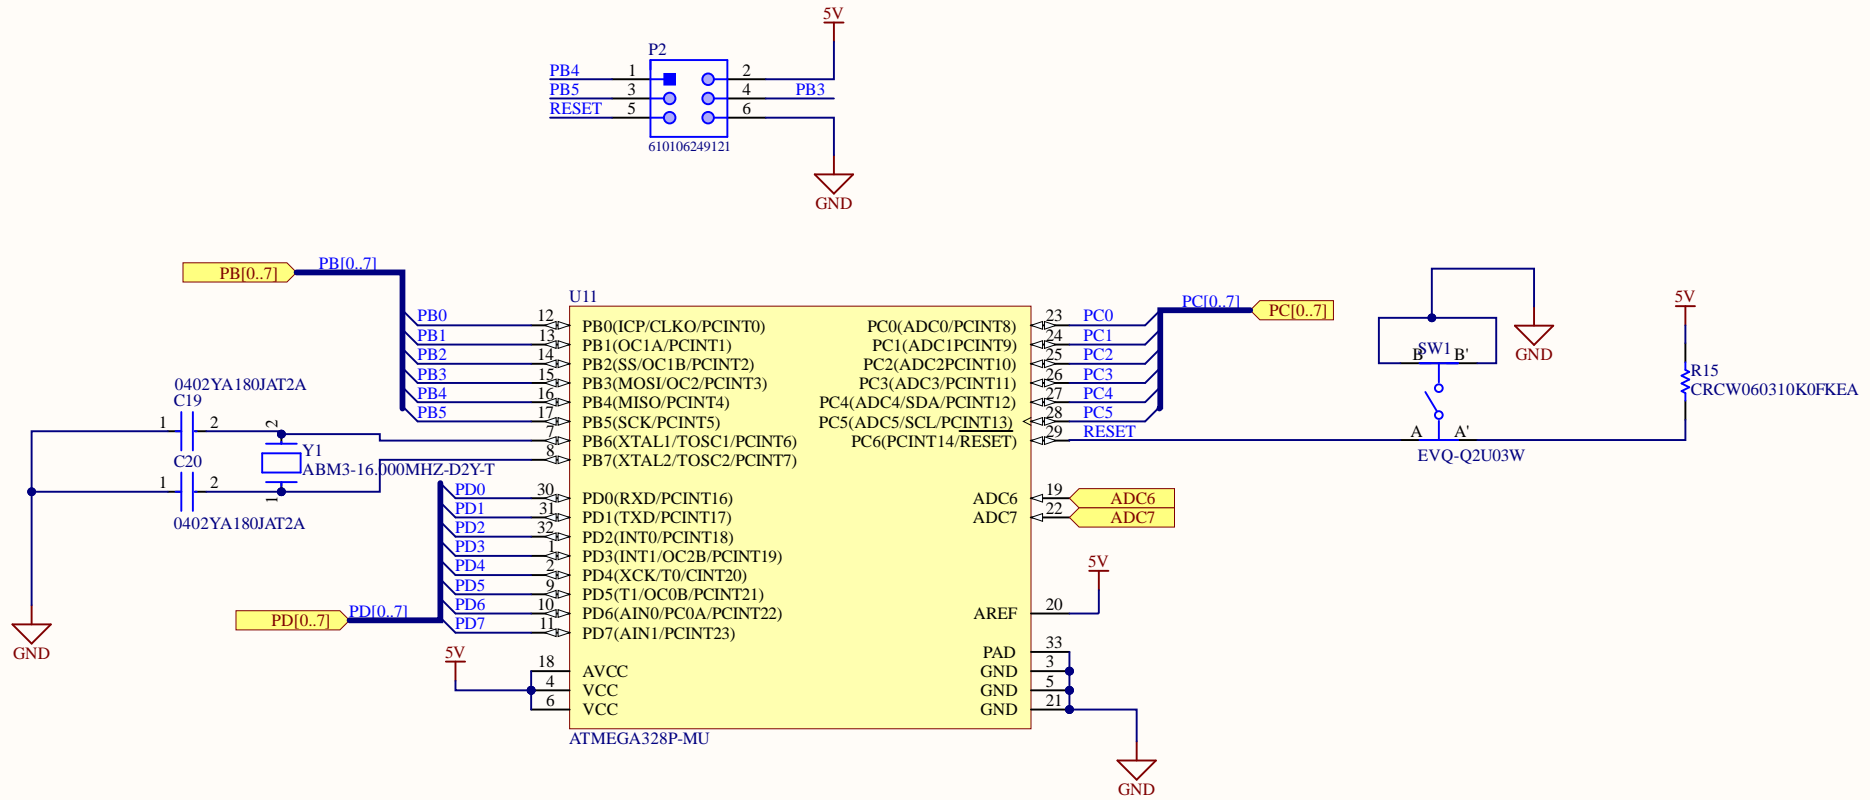 5V
P2
PB4 1 2
PB5 3 4 PB3
RESET 5 6
610106249121
GND
PB[0..7] PB[0..7]
U11
PB0 12 PB0(ICP/CLKO/PCINT0)
PB1 13 PB1(OC1A/PCINT1)
PB2 14 PB2(SS/OC1B/PCINT2)
PB3 15 PB3(MOSI/OC2/PCINT3)
PB4 16 PB4(MISO/PCINT4)
PB5 17 PB5(SCK/PCINT5)
7 PB6(XTAL1/TOSC1/PCINT6)
8 PB7(XTAL2/TOSC2/PCINT7)
0402YA180JAT2A
C19
1 2
C20
1 2
0402YA180JAT2A
2
Y1
ABM3-16.000MHZ-D2Y-T
1
GND
PD0 30 PD0(RXD/PCINT16)
PD1 31 PD1(TXD/PCINT17)
PD2 32 PD2(INT0/PCINT18)
PD3 1 PD3(INT1/OC2B/PCINT19)
PD4 2 PD4(XCK/T0/CINT20)
PD5 9 PD5(T1/OC0B/PCINT21)
PD6 10 PD6(AIN0/PC0A/PCINT22)
PD7 11 PD7(AIN1/PCINT23)
PD[0..7] PD[0..7]
5V
18 AVCC
4 VCC
6 VCC
ATMEGA328P-MU
PC0(ADC0/PCINT8) 23 PC0
PC1(ADC1PCINT9) 24 PC1
PC2(ADC2PCINT10) 25 PC2
PC3(ADC3/PCINT11) 26 PC3
PC4(ADC4/SDA/PCINT12) 27 PC4
PC5(ADC5/SCL/PCINT13) 28 PC5
PC6(PCINT14/RESET) 29 RESET
PC[0..7] PC[0..7]
ADC6 19 ADC6
ADC7 22 ADC7
5V
AREF 20
PAD 33
GND 3
GND 5
GND 21
GND
GND
SW1
B B'
A A'
EVQ-Q2U03W
5V
R15
CRCW060310K0FKEA